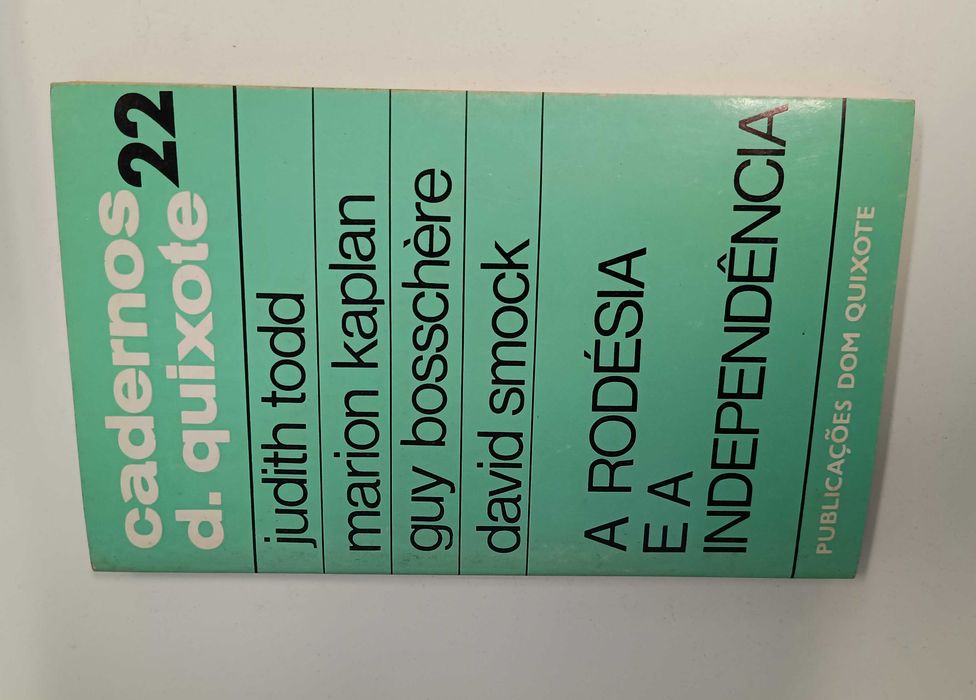 cadernos
d. quixote 22
judith todd
marion kaplan
guy bosschère
david smock
A RODÉSIA
E A
INDEPENDÊNCIA
PUBLICAÇÕES DOM QUIXOTE